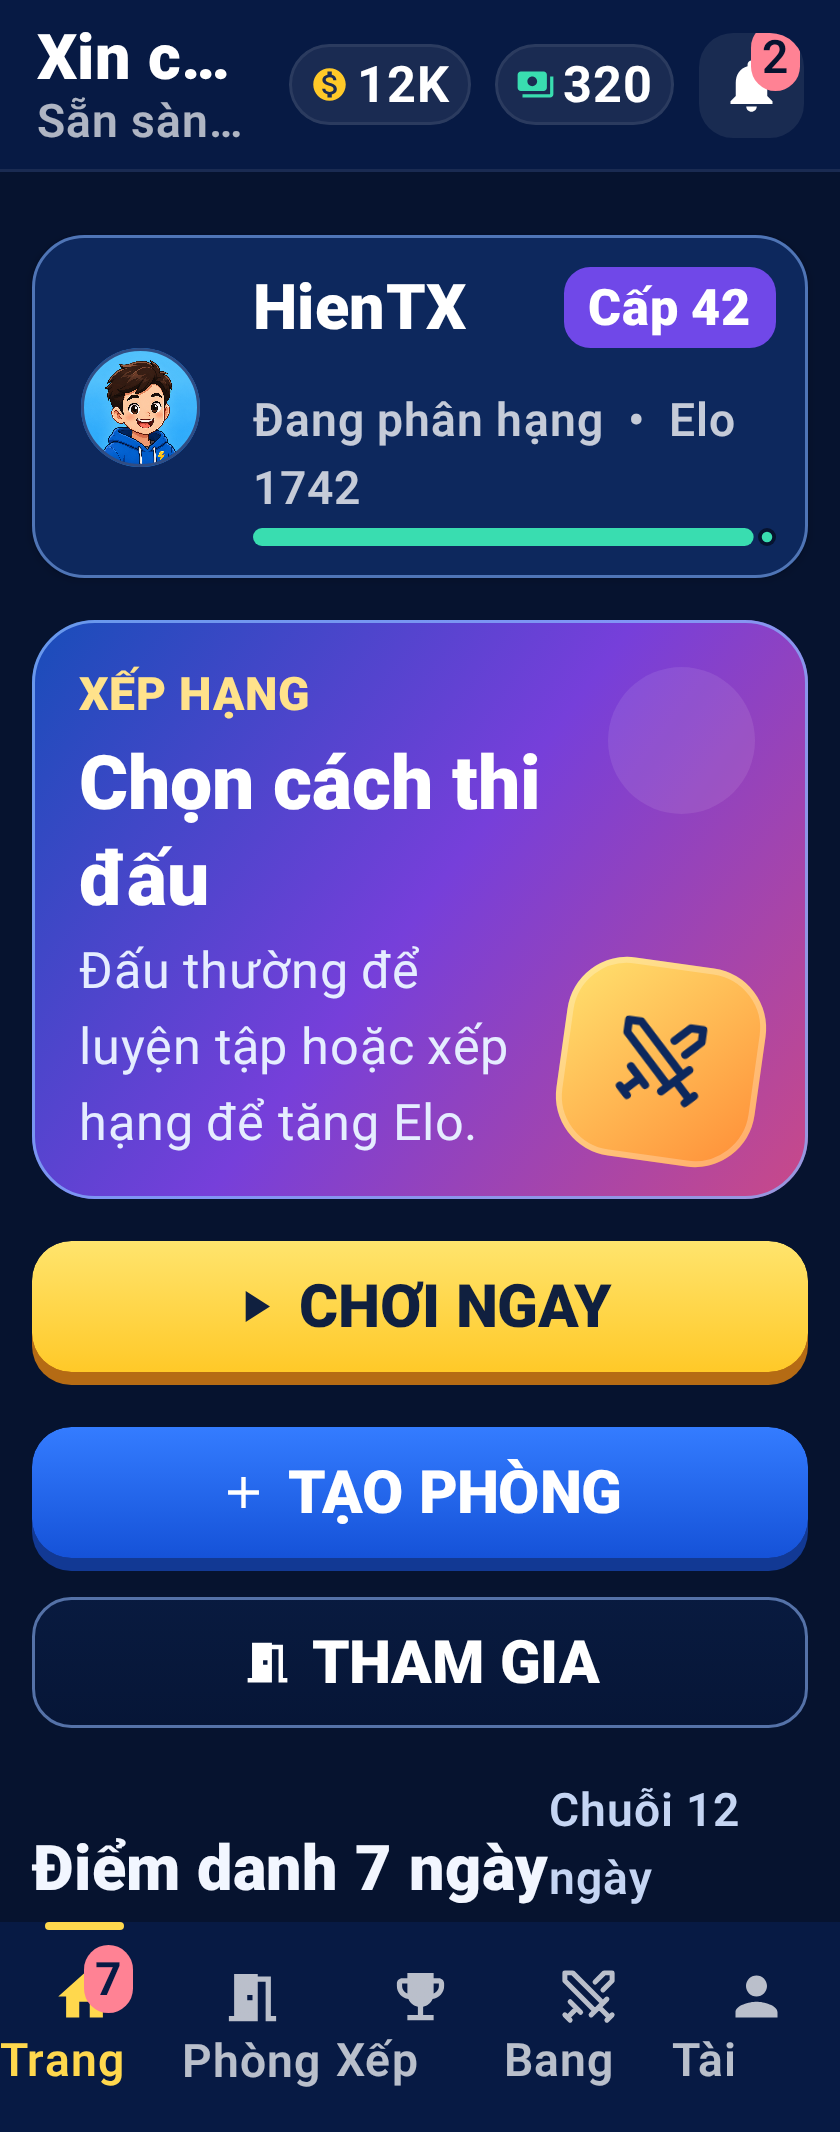 Xin c...
Sẵn sàn...
12K
320
2
HienTX
Cấp 42
Đang phân hạng • Elo
1742
XẾP HẠNG
Chọn cách thi
đấu
Đấu thường để
luyện tập hoặc xếp
hạng để tăng Elo.
CHƠI NGAY
TẠO PHÒNG
THAM GIA
Điểm danh 7 ngày
Chuỗi 12
ngày
7
Trang
Phòng
Xếp
Bang
Tài